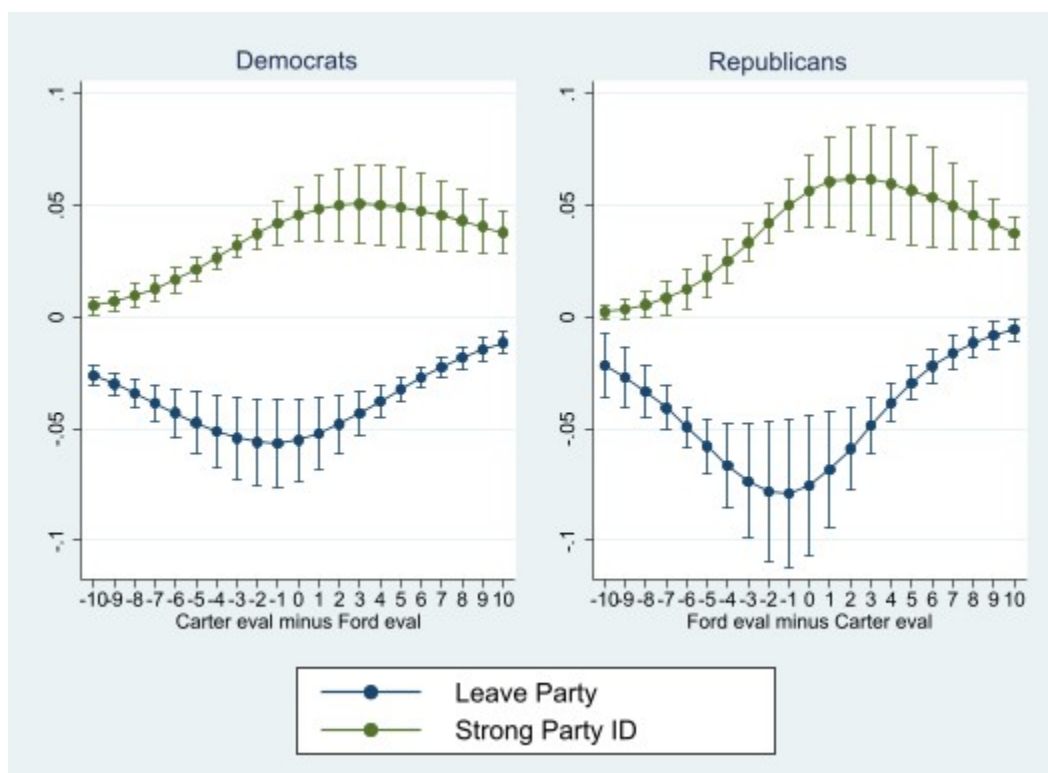 Democrats
Republicans
.1
.05
0
-.05
-.1
-10 -9 -8 -7 -6 -5 -4 -3 -2 -1 0 1 2 3 4 5 6 7 8 9 10
Carter eval minus Ford eval
.1
.05
0
-.05
-.1
-10 -9 -8 -7 -6 -5 -4 -3 -2 -1 0 1 2 3 4 5 6 7 8 9 10
Ford eval minus Carter eval
Leave Party
Strong Party ID